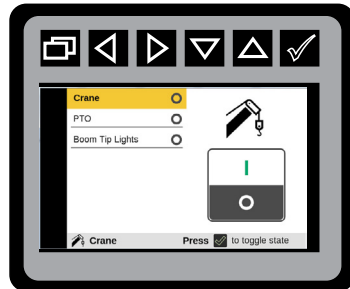 Crane
PTO
Boom Tip Lights
I
O
Crane Press to toggle state